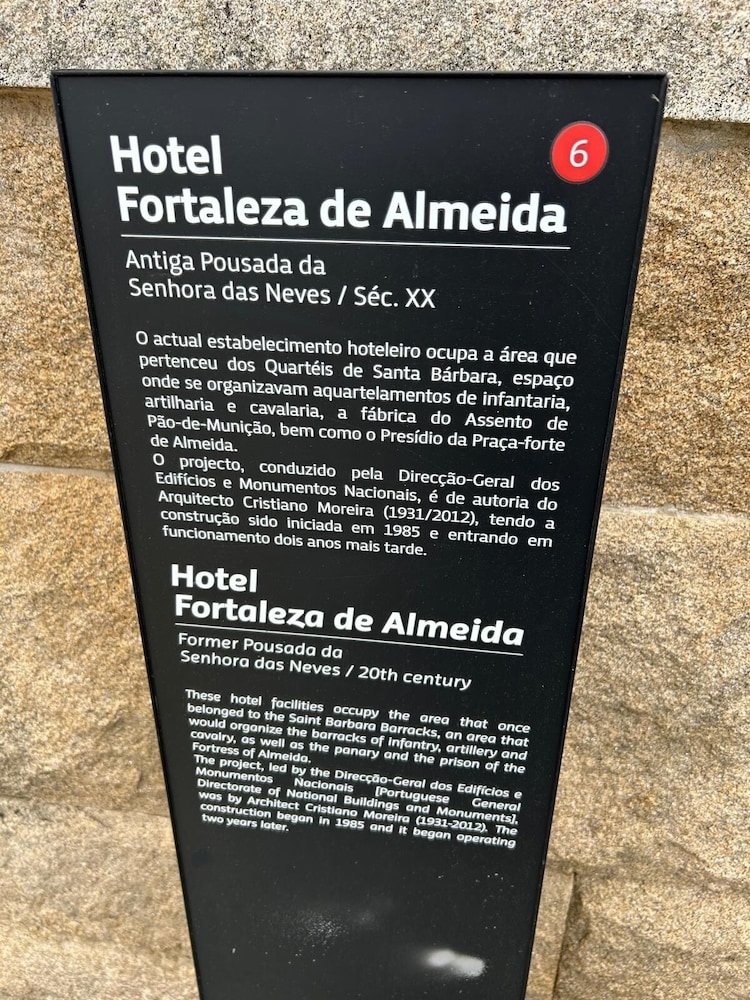 6
Hotel
Fortaleza de Almeida
Antiga Pousada da
Senhora das Neves / Séc. XX
O actual estabelecimento hoteleiro ocupa a área que
pertenceu dos Quartéis de Santa Bárbara, espaço
onde se organizavam aquartelamentos de infantaria,
artilharia e cavalaria, a fábrica do Assento de
Pão-de-Munição, bem como o Presídio da Praça-forte
de Almeida.
O projecto, conduzido pela Direcção-Geral dos
Edifícios e Monumentos Nacionais, é de autoria do
Arquitecto Cristiano Moreira (1931/2012), tendo a
construção sido iniciada em 1985 e entrando em
funcionamento dois anos mais tarde.
Hotel
Fortaleza de Almeida
Former Pousada da
Senhora das Neves / 20th century
These hotel facilities occupy the area that once
belonged to the Saint Barbara Barracks, an area that
would organize the barracks of infantry, artillery and
cavalry, as well as the panary and the prison of the
Fortress of Almeida.
The project, led by the Direcção-Geral dos Edifícios e
Monumentos Nacionais [Portuguese General
Directorate of National Buildings and Monuments],
was by Architect Cristiano Moreira (1931-2012). The
construction began in 1985 and it began operating
two years later.